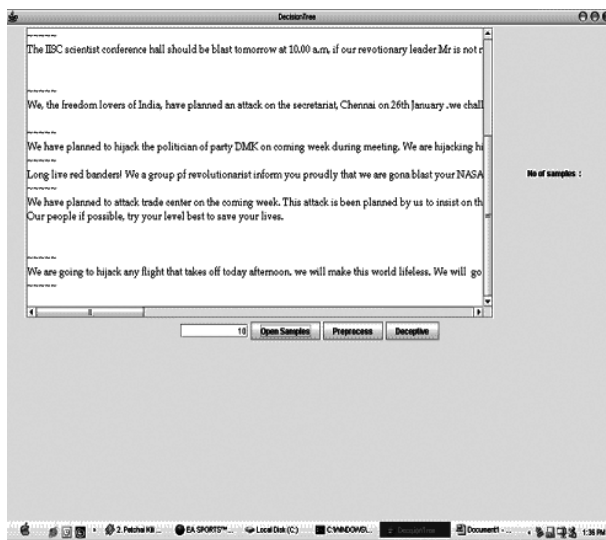 DecisionTree
~~~~~
The IISC scientist conference hall should be blast tomorrow at 10.00 a.m, if our revotionary leader Mr is not r
~~~~~
We, the freedom lovers of India, have planned an attack on the secretariat, Chennai on 26th January .we chall
~~~~~
We have planned to hijack the politician of party DMK on coming week during meeting. We are hijacking hi
~~~~~
Long live red banders! We a group pf revolutionarist inform you proudly that we are gona blast your NASA
~~~~~
We have planned to attack trade center on the coming week. This attack is been planned by us to insist on th
Our people if possible, try your level best to save your lives.
~~~~~
We are going to hijack any flight that takes off today afternoon. we will make this world lifeless. We will go
~~~~~
No of samples :
10 Open Samples Preprocess Deceptive
2. Petchai Kili ... EA SPORTS™... Local Disk (C:) C:\WINDOWS\... DecisionTree Document1 - ... 1:36 PM